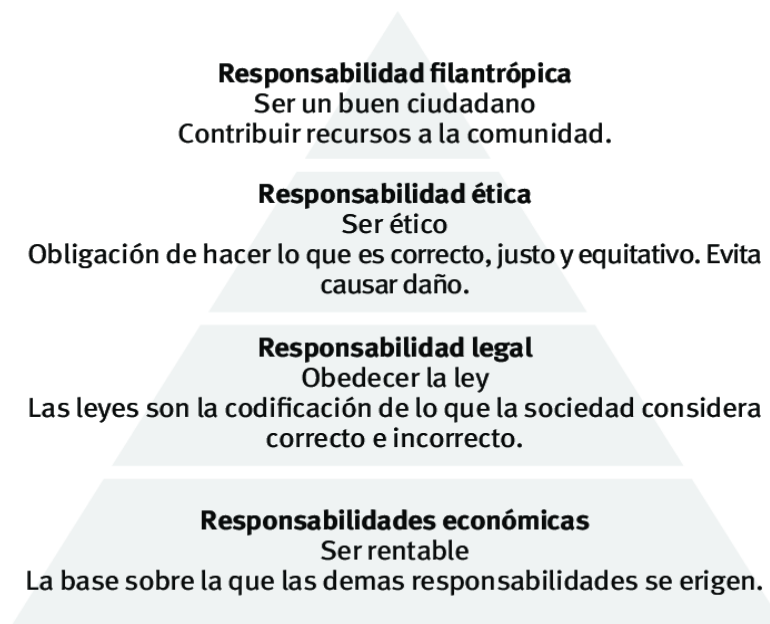 Responsabilidad filantrópica
Ser un buen ciudadano
Contribuir recursos a la comunidad.
Responsabilidad ética
Ser ético
Obligación de hacer lo que es correcto, justo y equitativo. Evita
causar daño.
Responsabilidad legal
Obedecer la ley
Las leyes son la codificación de lo que la sociedad considera
correcto e incorrecto.
Responsabilidades económicas
Ser rentable
La base sobre la que las demas responsabilidades se erigen.